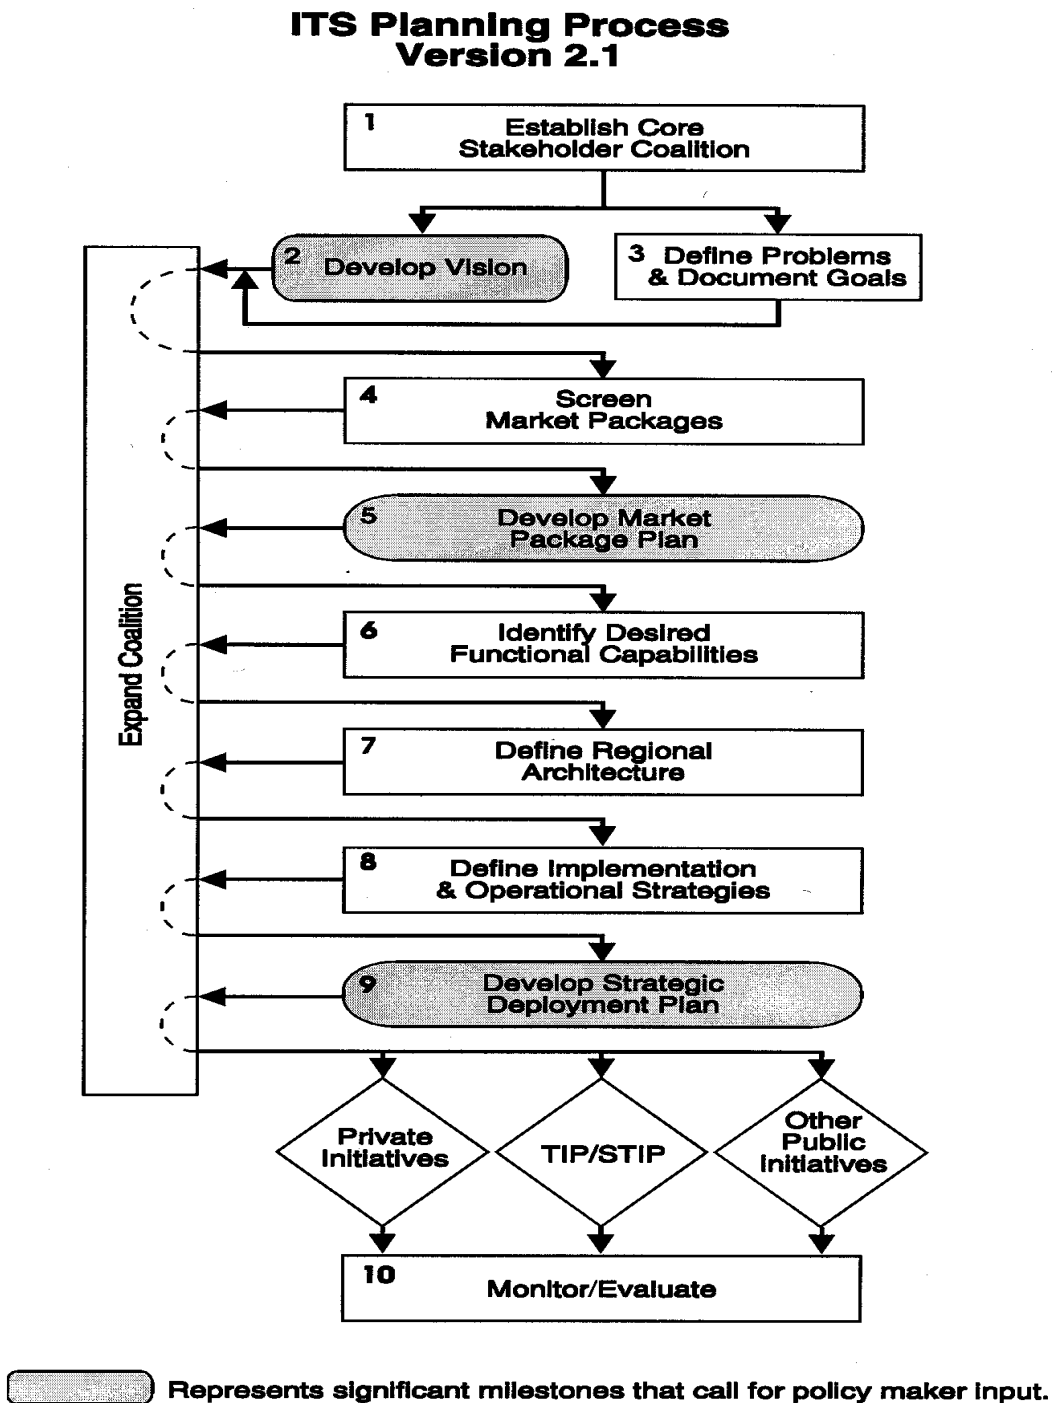 ITS Planning Process
Version 2.1
1
Establish Core
Stakeholder Coalition
2
Develop Vision
3
Define Problems
& Document Goals
4
Screen
Market Packages
5
Develop Market
Package Plan
Expand Coalition
6
Identify Desired
Functional Capabilities
7
Define Regional
Architecture
8
Define Implementation
& Operational Strategies
9
Develop Strategic
Deployment Plan
Private
Initiatives
TIP/STIP
Other
Public
Initiatives
10
Monitor/Evaluate
Represents significant milestones that call for policy maker input.